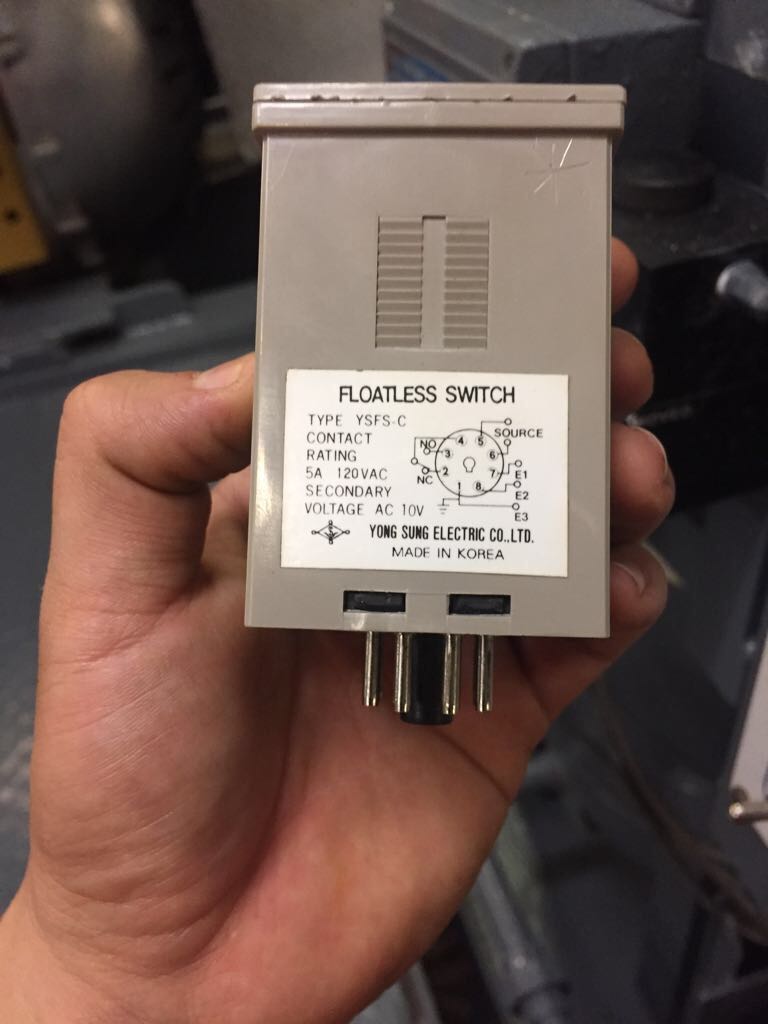 FLOATLESS SWITCH
TYPE YSFS-C
CONTACT
RATING
5A 120VAC
SECONDARY
VOLTAGE AC 10V
NO
NC
4 5
3 6
2 7
1 8
SOURCE
E1
E2
E3
YONG SUNG ELECTRIC CO.,LTD.
MADE IN KOREA